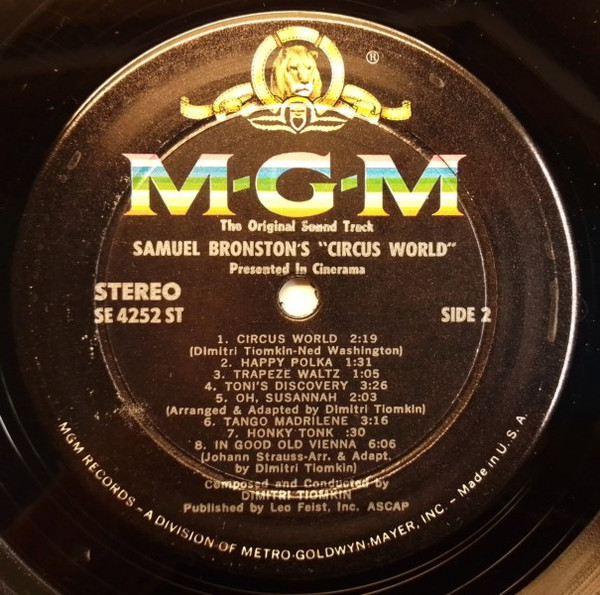 ®
M-G-M
The Original Sound Track
SAMUEL BRONSTON'S "CIRCUS WORLD"
Presented In Cinerama
STEREO
SE 4252 ST
SIDE 2
1. CIRCUS WORLD 2:19
(Dimitri Tiomkin-Ned Washington)
2. HAPPY POLKA 1:31
3. TRAPEZE WALTZ 1:05
4. TONI'S DISCOVERY 3:26
5. OH, SUSANNAH 2:03
(Arranged & Adapted by Dimitri Tiomkin)
6. TANGO MADRILENE 3:16
7. HONKY TONK :30
8. IN GOOD OLD VIENNA 6:06
(Johann Strauss-Arr. & Adapt.
by Dimitri Tiomkin)
Composed and Conducted by
DIMITRI TIOMKIN
Published by Leo Feist, Inc. ASCAP
MGM RECORDS – A DIVISION OF METRO-GOLDWYN-MAYER, INC. – Made in U. S. A.